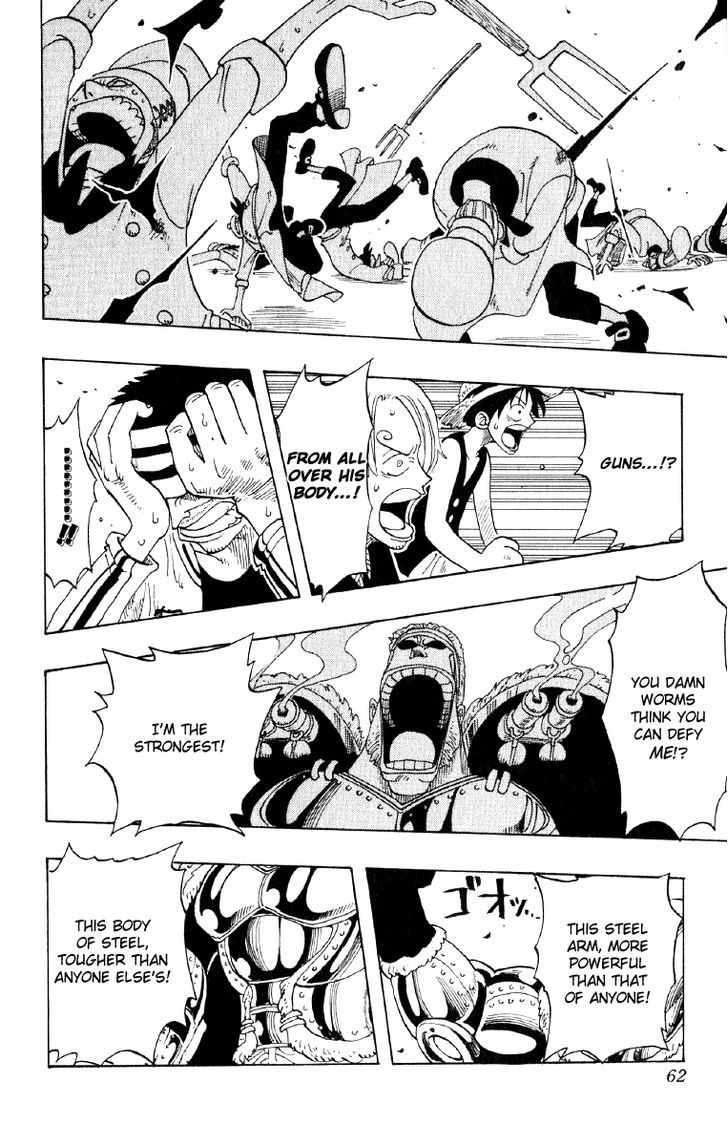 GUNS...!?
FROM ALL
OVER HIS
BODY...!
........!!
YOU DAMN
WORMS
THINK YOU
CAN DEFY
ME!?
I'M THE
STRONGEST!
THIS STEEL
ARM, MORE
POWERFUL
THAN THAT
OF ANYONE!
ゴオッ..
THIS BODY
OF STEEL,
TOUGHER THAN
ANYONE ELSE'S!
62